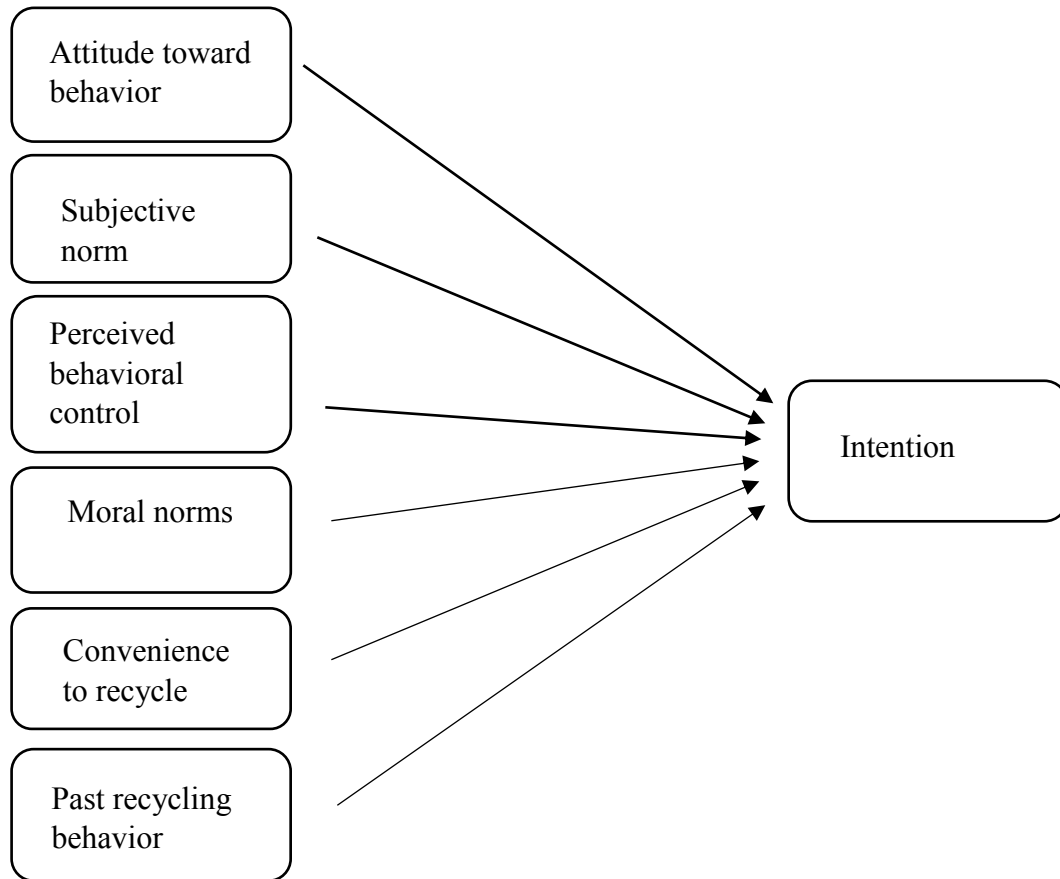 Attitude toward
behavior
Subjective
norm
Perceived
behavioral
control
Moral norms
Convenience
to recycle
Past recycling
behavior
Intention